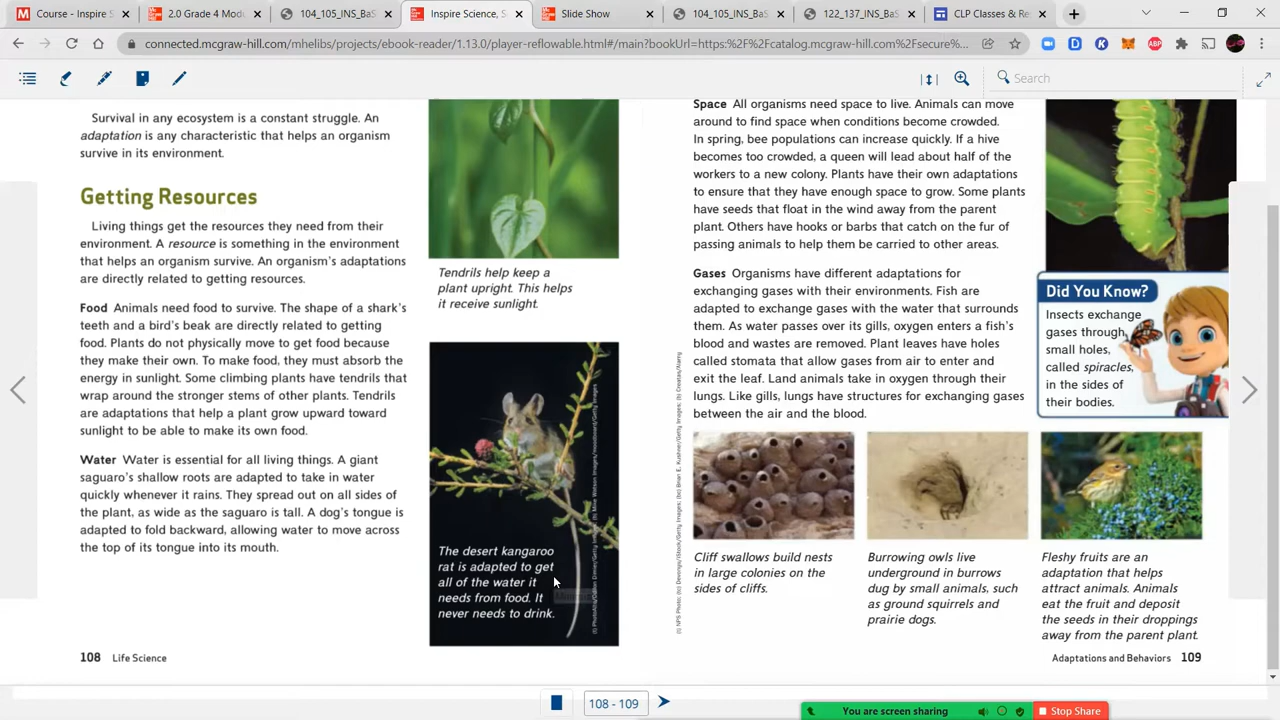 Course - Inspire S
2.0 Grade 4 Modu
104_105_INS_BaS
Inspire Science, S
Slide Show
104_105_INS_BaS
122_137_INS_BaS
CLP Classes & Re
connected.mcgraw-hill.com/mhelibs/projects/ebook-reader/1.13.0/player-reflowable.html#/main?bookUrl=https:%2F%2Fcatalog.mcgraw-hill.com%2Fsecure%...
Search
Survival in any ecosystem is a constant struggle. An
adaptation is any characteristic that helps an organism
survive in its environment.
Getting Resources
Living things get the resources they need from their
environment. A resource is something in the environment
that helps an organism survive. An organism's adaptations
are directly related to getting resources.
Food Animals need food to survive. The shape of a shark's
teeth and a bird's beak are directly related to getting
food. Plants do not physically move to get food because
they make their own. To make food, they must absorb the
energy in sunlight. Some climbing plants have tendrils that
wrap around the stronger stems of other plants. Tendrils
are adaptations that help a plant grow upward toward
sunlight to be able to make its own food.
Water Water is essential for all living things. A giant
saguaro's shallow roots are adapted to take in water
quickly whenever it rains. They spread out on all sides of
the plant, as wide as the saguaro is tall. A dog's tongue is
adapted to fold backward, allowing water to move across
the top of its tongue into its mouth.
Tendrils help keep a
plant upright. This helps
it receive sunlight.
The desert kangaroo
rat is adapted to get
all of the water it
needs from food. It
never needs to drink.
108 Life Science
Space All organisms need space to live. Animals can move
around to find space when conditions become crowded.
In spring, bee populations can increase quickly. If a hive
becomes too crowded, a queen will lead about half of the
workers to a new colony. Plants have their own adaptations
to ensure that they have enough space to grow. Some plants
have seeds that float in the wind away from the parent
plant. Others have hooks or barbs that catch on the fur of
passing animals to help them be carried to other areas.
Gases Organisms have different adaptations for
exchanging gases with their environments. Fish are
adapted to exchange gases with the water that surrounds
them. As water passes over its gills, oxygen enters a fish's
blood and wastes are removed. Plant leaves have holes
called stomata that allow gases from air to enter and
exit the leaf. Land animals take in oxygen through their
lungs. Like gills, lungs have structures for exchanging gases
between the air and the blood.
Did You Know?
Insects exchange
gases through
small holes,
called spiracles,
in the sides of
their bodies.
Cliff swallows build nests
in large colonies on the
sides of cliffs.
Burrowing owls live
underground in burrows
dug by small animals, such
as ground squirrels and
prairie dogs.
Fleshy fruits are an
adaptation that helps
attract animals. Animals
eat the fruit and deposit
the seeds in their droppings
away from the parent plant.
Adaptations and Behaviors 109
108 - 109
You are screen sharing
Stop Share